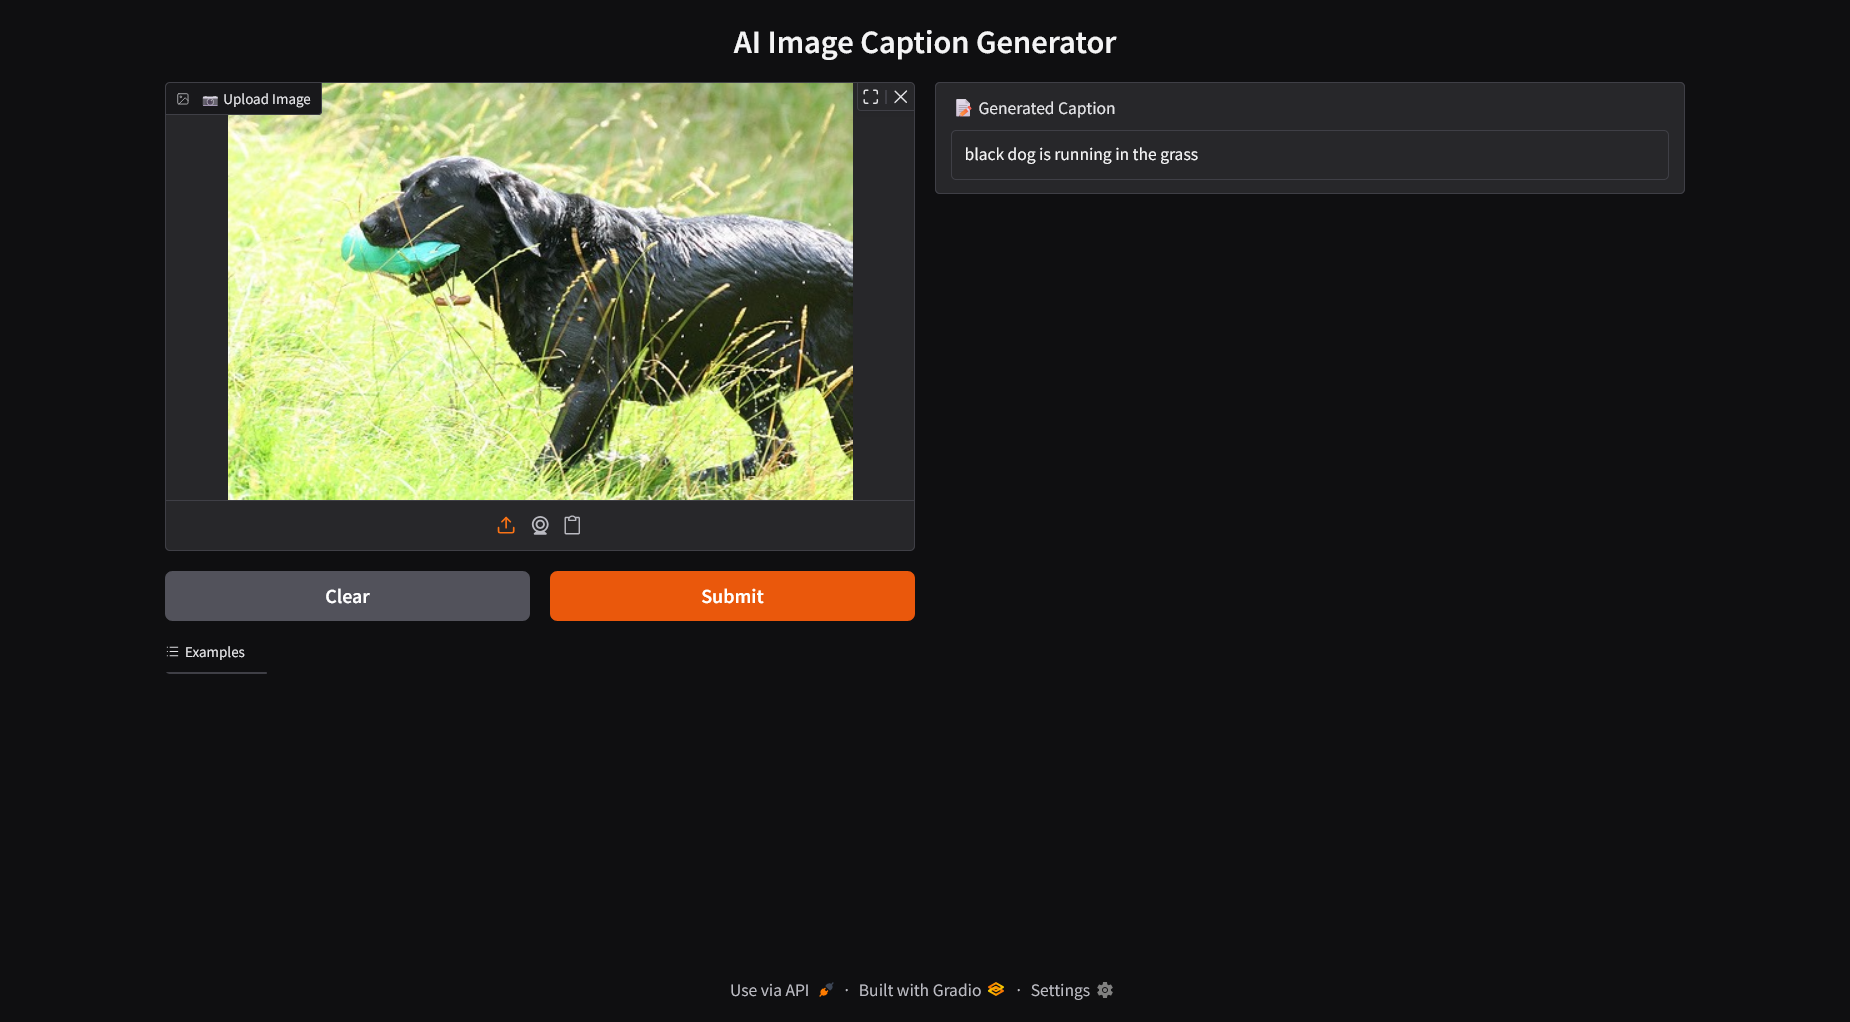 AI Image Caption Generator
Upload Image
Generated Caption
black dog is running in the grass
Clear
Submit
Examples
Use via API · Built with Gradio · Settings